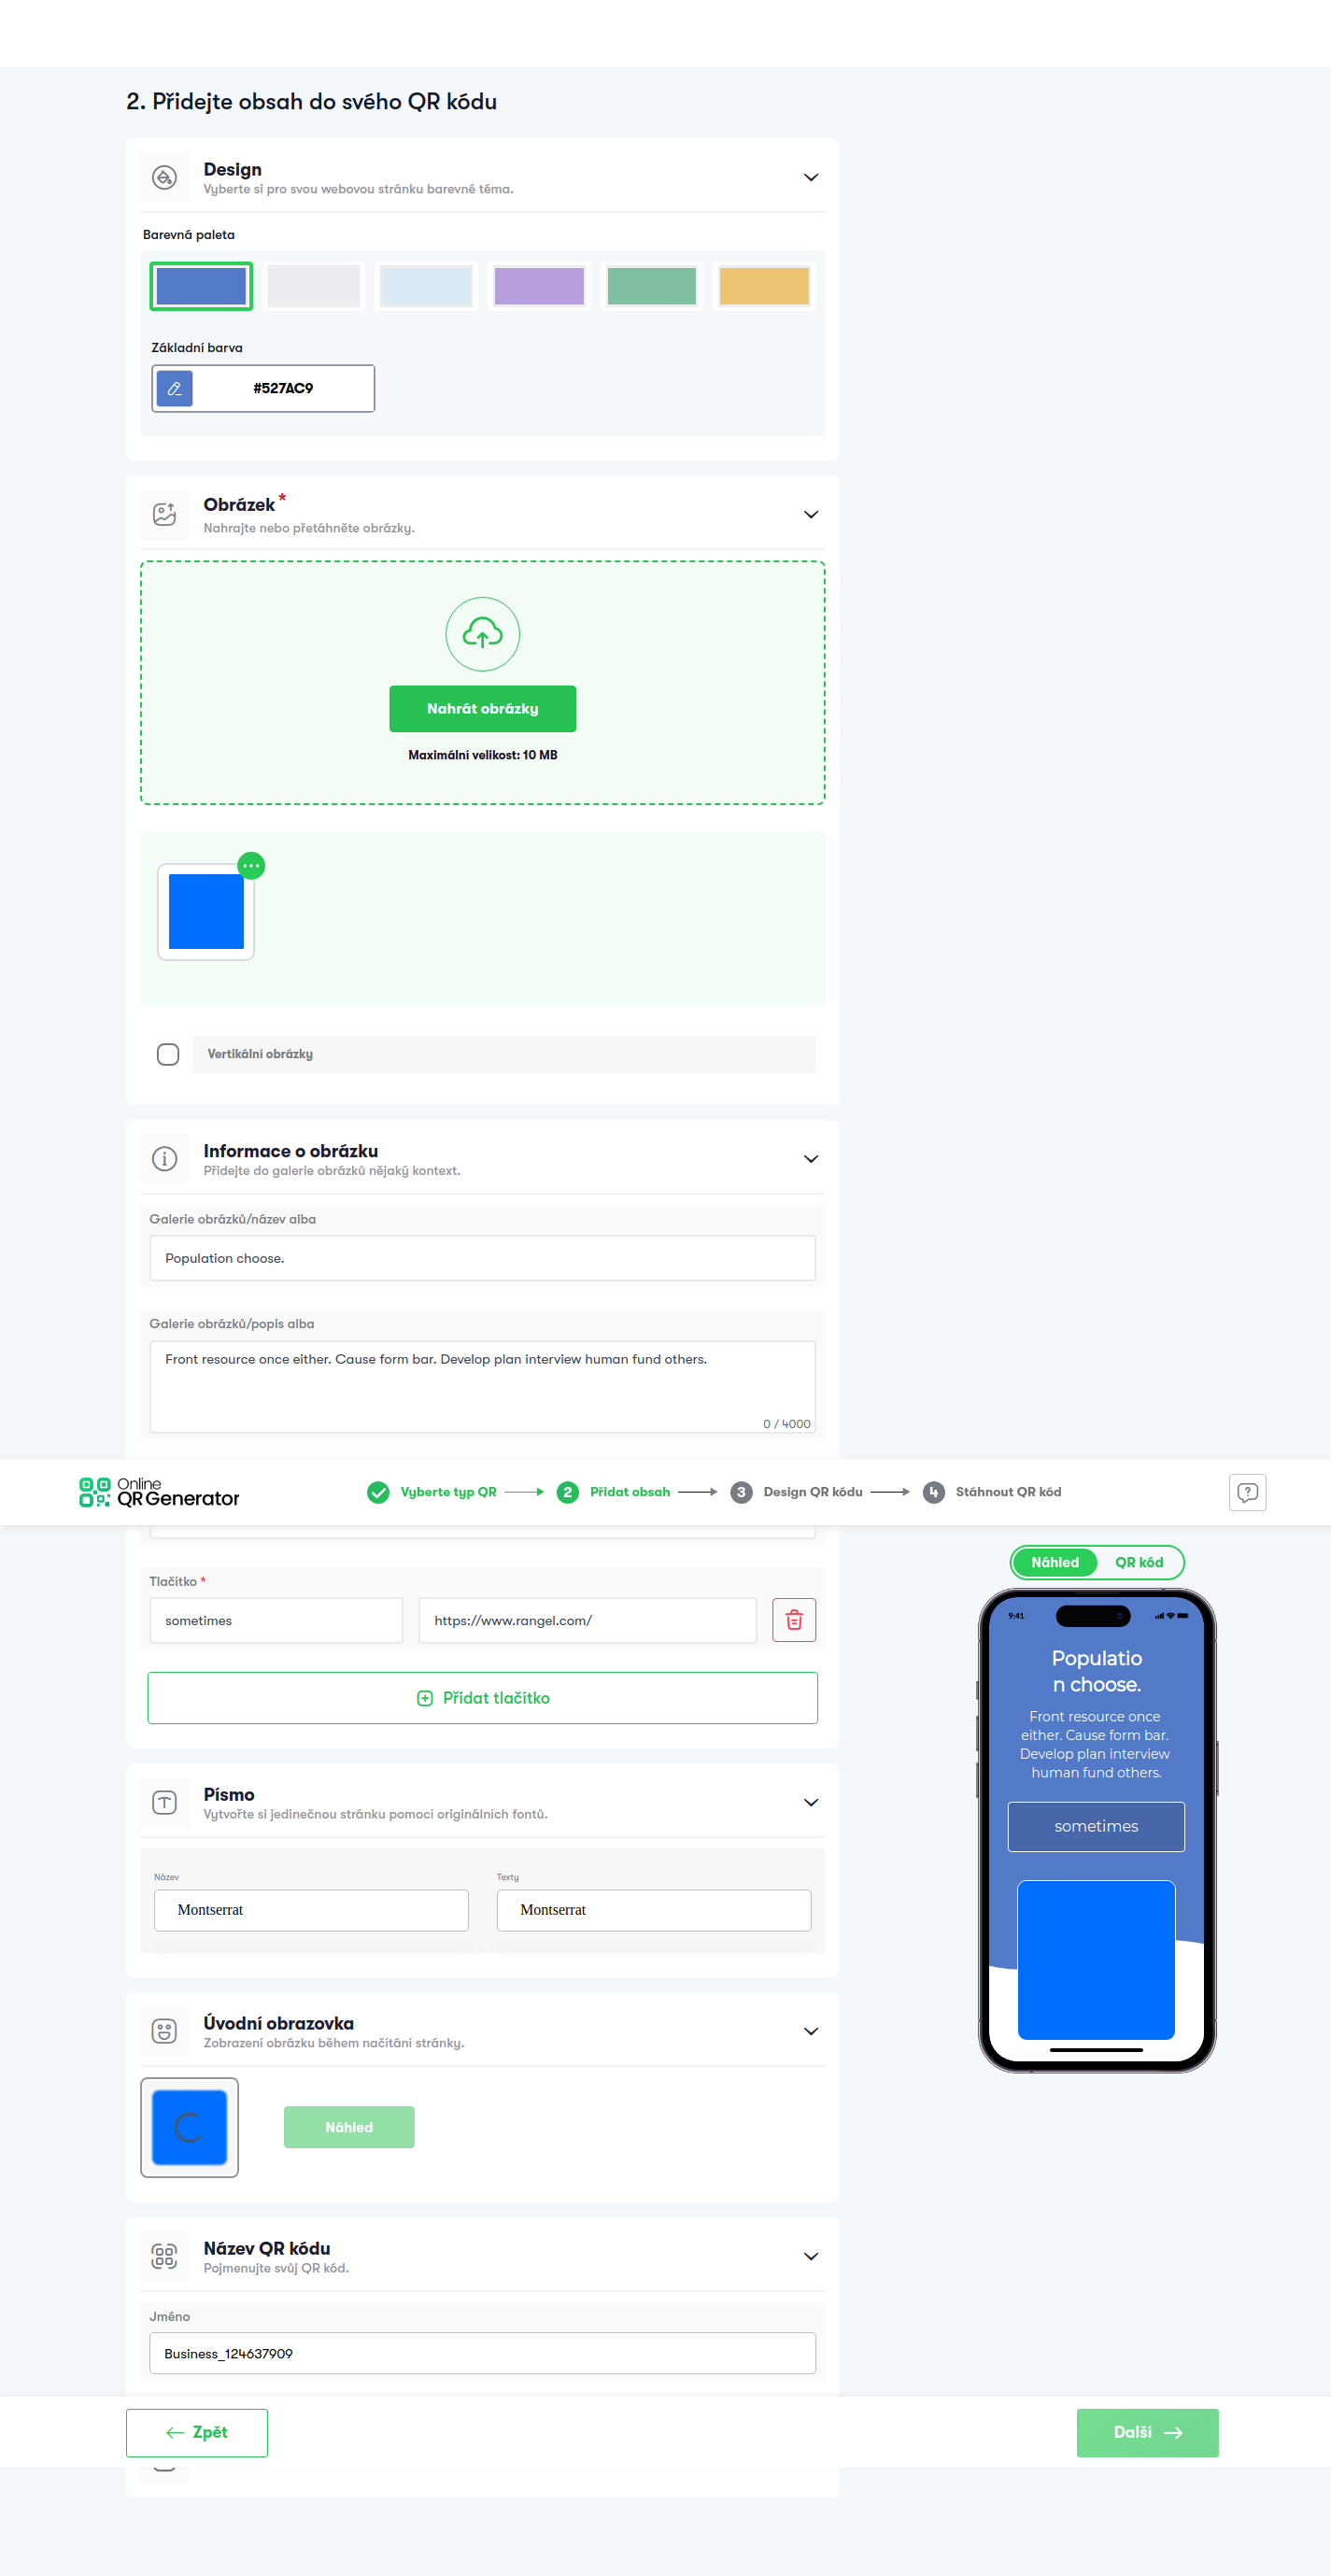 2. Přidejte obsah do svého QR kódu
Design
Vyberte si pro svou webovou stránku barevné téma.
Barevná paleta
Základní barva
#527AC9
Obrázek *
Nahrajte nebo přetáhněte obrázky.
Nahrát obrázky
Maximální velikost: 10 MB
Vertikální obrázky
Informace o obrázku
Přidejte do galerie obrázků nějaký kontext.
Galerie obrázků/název alba
Population choose.
Galerie obrázků/popis alba
Front resource once either. Cause form bar. Develop plan interview human fund others.
0 / 4000
Online
QR Generator
Vyberte typ QR
2 Přidat obsah
3 Design QR kódu
4 Stáhnout QR kód
Tlačítko *
sometimes
https://www.rangel.com/
Přidat tlačítko
Písmo
Vytvořte si jedinečnou stránku pomocí originálních fontů.
Název
Texty
Montserrat
Montserrat
Úvodní obrazovka
Zobrazení obrázku během načítání stránky.
Náhled
Název QR kódu
Pojmenujte svůj QR kód.
Jméno
Business_124637909
Náhled
QR kód
9:41
Populatio
n choose.
Front resource once
either. Cause form bar.
Develop plan interview
human fund others.
sometimes
Zpět
Další